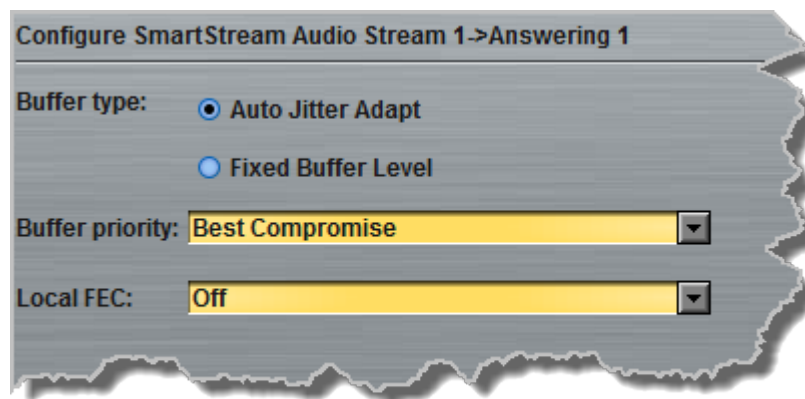 Configure SmartStream Audio Stream 1->Answering 1
Buffer type:
Auto Jitter Adapt
Fixed Buffer Level
Buffer priority: Best Compromise
Local FEC: Off